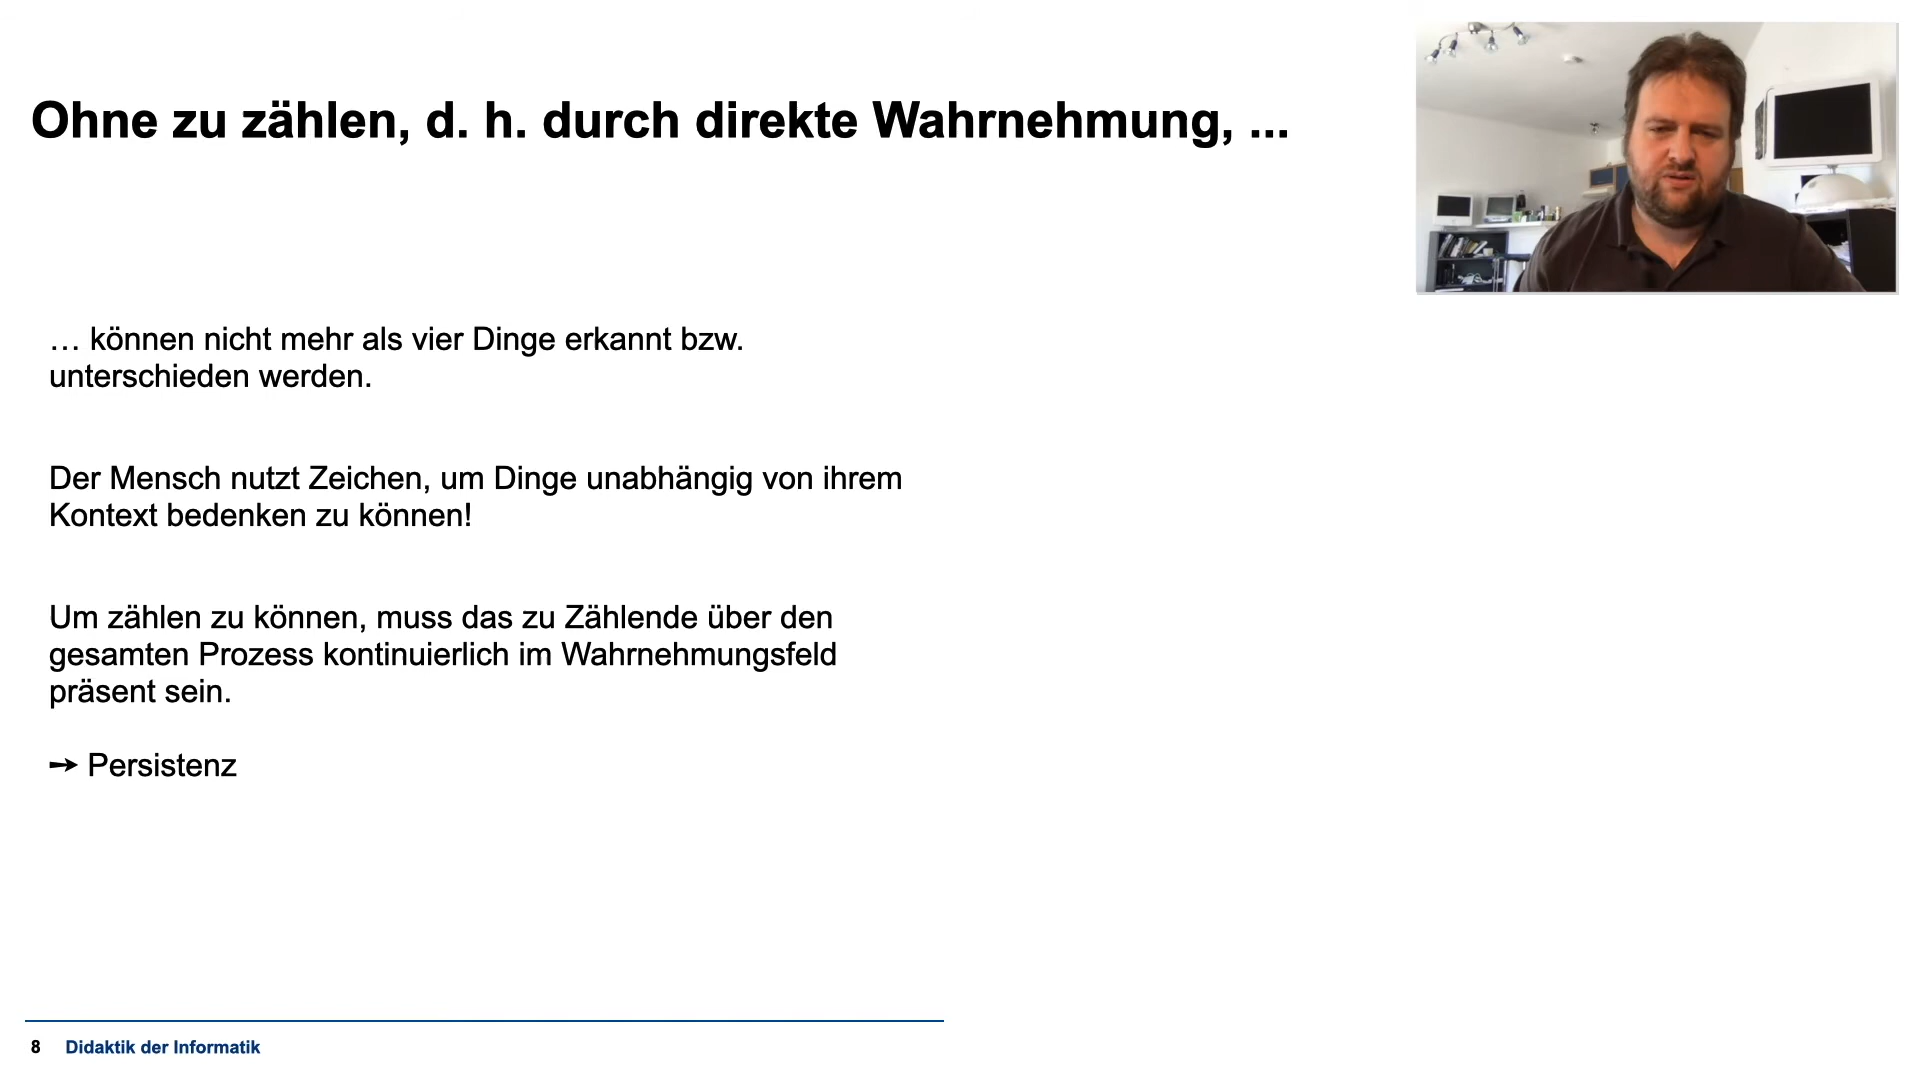 Ohne zu zählen, d. h. durch direkte Wahrnehmung, ...
… können nicht mehr als vier Dinge erkannt bzw.
unterschieden werden.
Der Mensch nutzt Zeichen, um Dinge unabhängig von ihrem
Kontext bedenken zu können!
Um zählen zu können, muss das zu Zählende über den
gesamten Prozess kontinuierlich im Wahrnehmungsfeld
präsent sein.
➙ Persistenz
8 Didaktik der Informatik